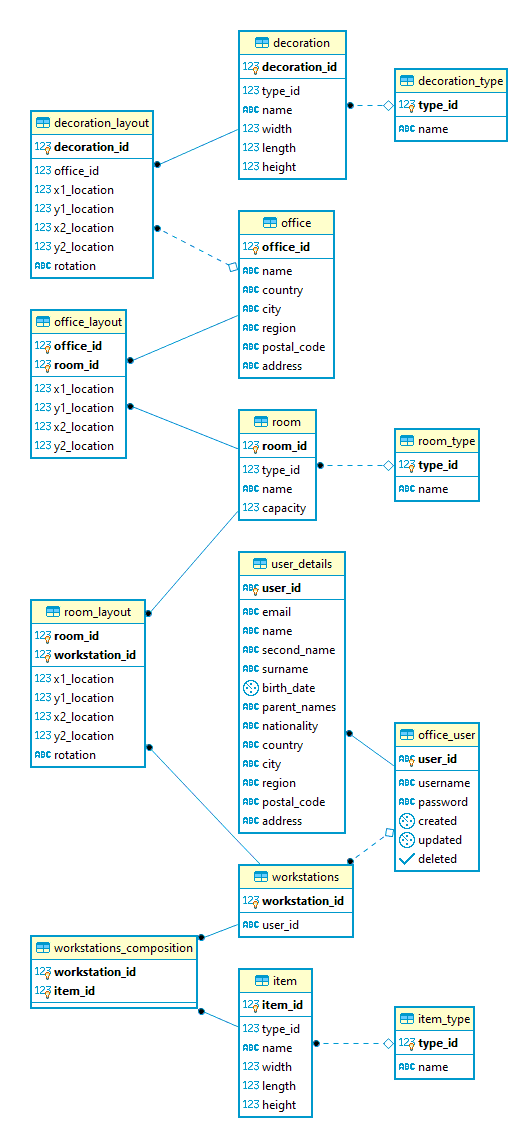 decoration
123 decoration_id
123 type_id
ABC name
123 width
123 length
123 height
decoration_type
123 type_id
ABC name
decoration_layout
123 decoration_id
123 office_id
123 x1_location
123 y1_location
123 x2_location
123 y2_location
ABC rotation
office
123 office_id
ABC name
ABC country
ABC city
ABC region
ABC postal_code
ABC address
office_layout
123 office_id
123 room_id
123 x1_location
123 y1_location
123 x2_location
123 y2_location
room
123 room_id
123 type_id
ABC name
123 capacity
room_type
123 type_id
ABC name
user_details
ABC user_id
ABC email
ABC name
ABC second_name
ABC surname
birth_date
ABC parent_names
ABC nationality
ABC country
ABC city
ABC region
ABC postal_code
ABC address
room_layout
123 room_id
123 workstation_id
123 x1_location
123 y1_location
123 x2_location
123 y2_location
ABC rotation
office_user
ABC user_id
ABC username
ABC password
created
updated
deleted
workstations
123 workstation_id
ABC user_id
workstations_composition
123 workstation_id
123 item_id
item
123 item_id
123 type_id
ABC name
123 width
123 length
123 height
item_type
123 type_id
ABC name